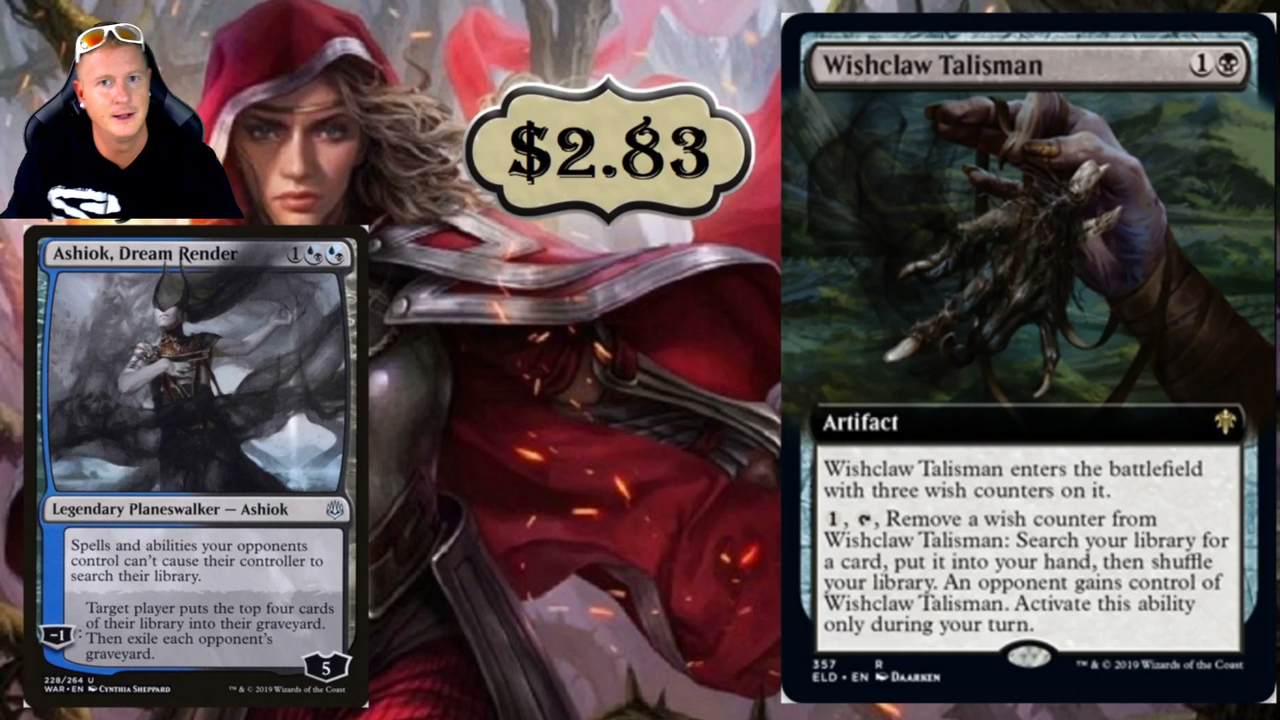 $2.83
Ashiok, Dream Render 1
Legendary Planeswalker — Ashiok
Spells and abilities your opponents
control can't cause their controller to
search their library.
-1: Target player puts the top four cards
of their library into their graveyard.
Then exile each opponent's
graveyard.
5
228/264 U
WAR • EN Cynthia Sheppard
™ & © 2019 Wizards of the Coast
Wishclaw Talisman 1
Artifact
Wishclaw Talisman enters the battlefield
with three wish counters on it.
1, , Remove a wish counter from
Wishclaw Talisman: Search your library for
a card, put it into your hand, then shuffle
your library. An opponent gains control of
Wishclaw Talisman. Activate this ability
only during your turn.
357 R
ELD • EN Daarken
™ & © 2019 Wizards of the Coast